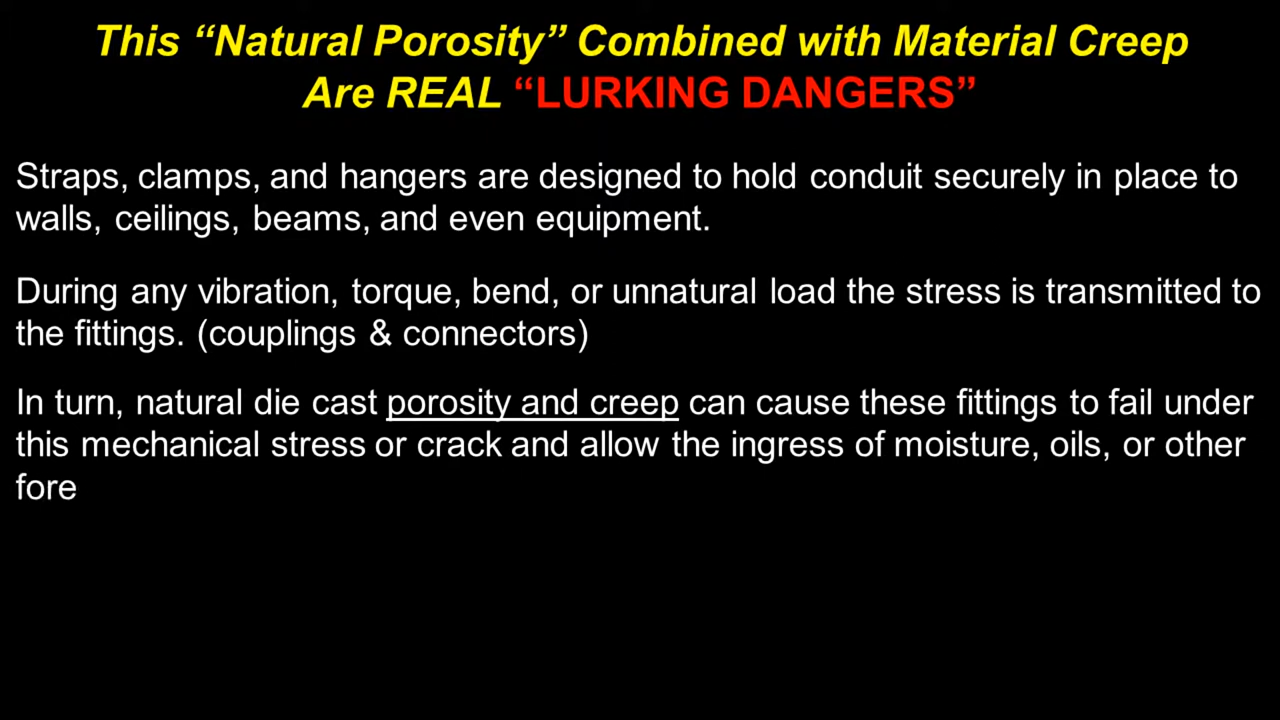 This “Natural Porosity” Combined with Material Creep
Are REAL “LURKING DANGERS”
Straps, clamps, and hangers are designed to hold conduit securely in place to
walls, ceilings, beams, and even equipment.
During any vibration, torque, bend, or unnatural load the stress is transmitted to
the fittings. (couplings & connectors)
In turn, natural die cast porosity and creep can cause these fittings to fail under
this mechanical stress or crack and allow the ingress of moisture, oils, or other
fore